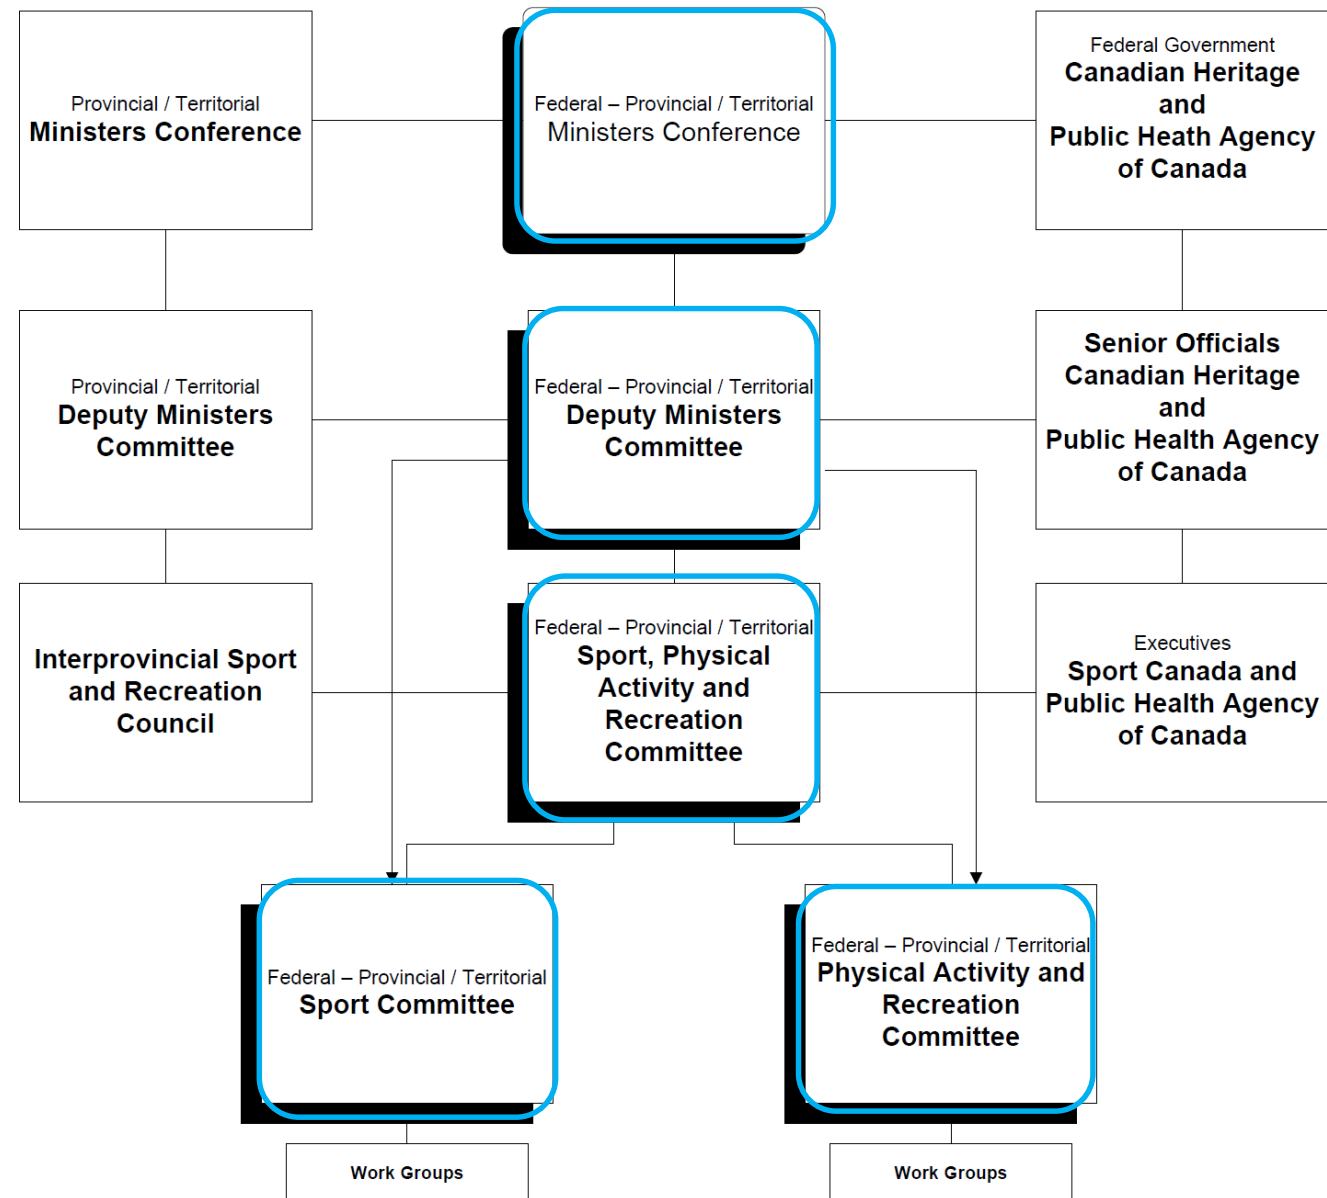 Provincial / Territorial
Ministers Conference
Federal – Provincial / Territorial
Ministers Conference
Federal Government
Canadian Heritage
and
Public Heath Agency
of Canada
Provincial / Territorial
Deputy Ministers
Committee
Federal – Provincial / Territorial
Deputy Ministers
Committee
Senior Officials
Canadian Heritage
and
Public Health Agency
of Canada
Interprovincial Sport
and Recreation
Council
Federal – Provincial / Territorial
Sport, Physical
Activity and
Recreation
Committee
Executives
Sport Canada and
Public Health Agency
of Canada
Federal – Provincial / Territorial
Sport Committee
Federal – Provincial / Territorial
Physical Activity and
Recreation
Committee
Work Groups
Work Groups